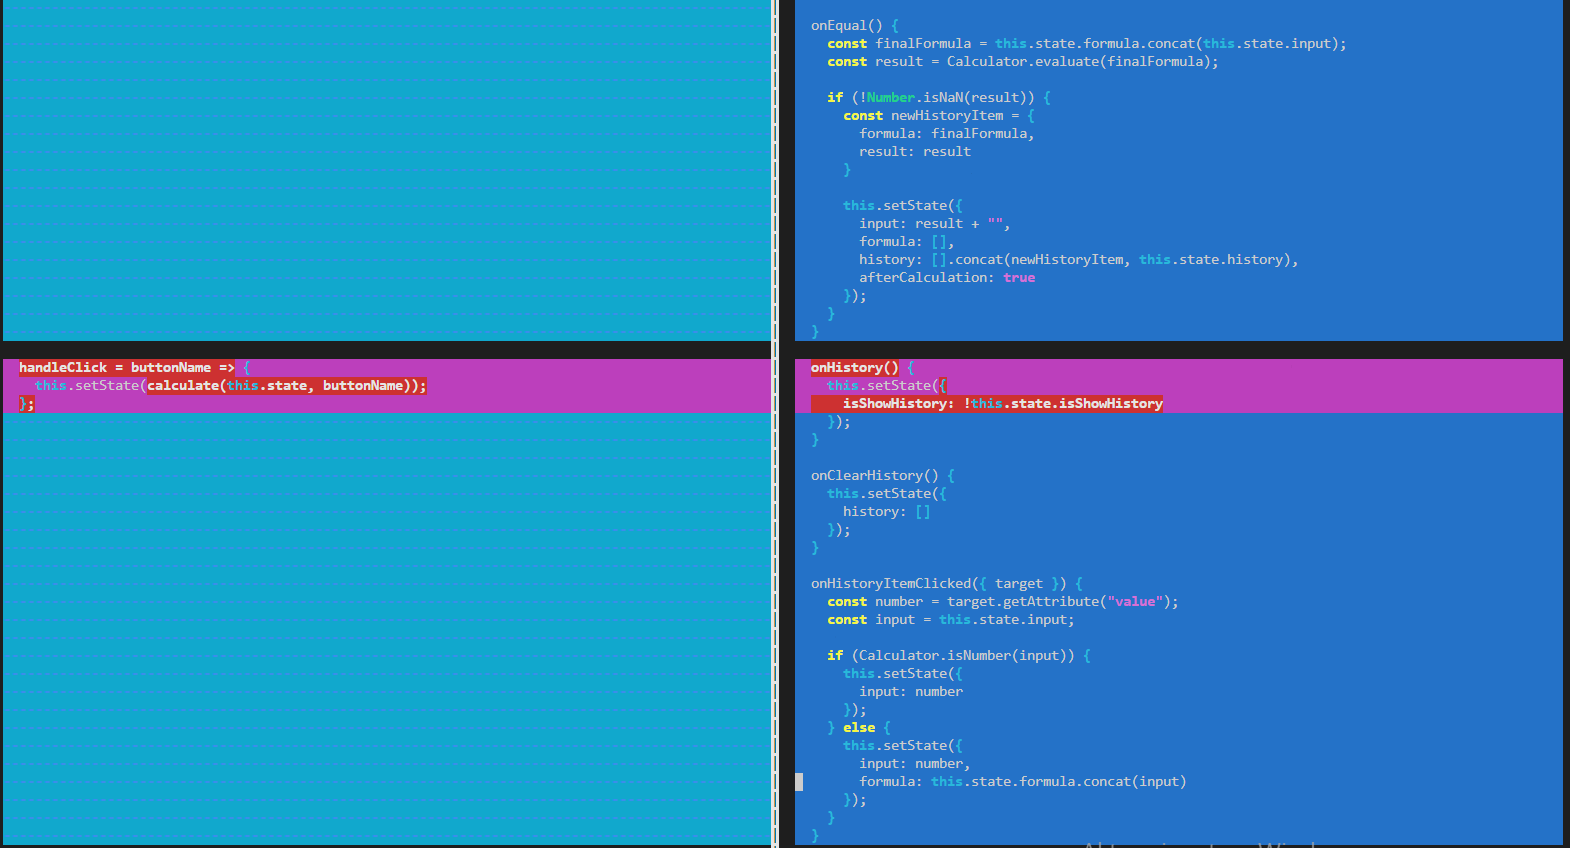 handleClick = buttonName => {
  this.setState(calculate(this.state, buttonName));
};
onEqual() {
  const finalFormula = this.state.formula.concat(this.state.input);
  const result = Calculator.evaluate(finalFormula);
  if (!Number.isNaN(result)) {
    const newHistoryItem = {
      formula: finalFormula,
      result: result
    }
    this.setState({
      input: result + "",
      formula: [],
      history: [].concat(newHistoryItem, this.state.history),
      afterCalculation: true
    });
  }
}
onHistory() {
  this.setState({
    isShowHistory: !this.state.isShowHistory
  });
}
onClearHistory() {
  this.setState({
    history: []
  });
}
onHistoryItemClicked({ target }) {
  const number = target.getAttribute("value");
  const input = this.state.input;
  if (Calculator.isNumber(input)) {
    this.setState({
      input: number
    });
  } else {
    this.setState({
      input: number,
      formula: this.state.formula.concat(input)
    });
  }
}